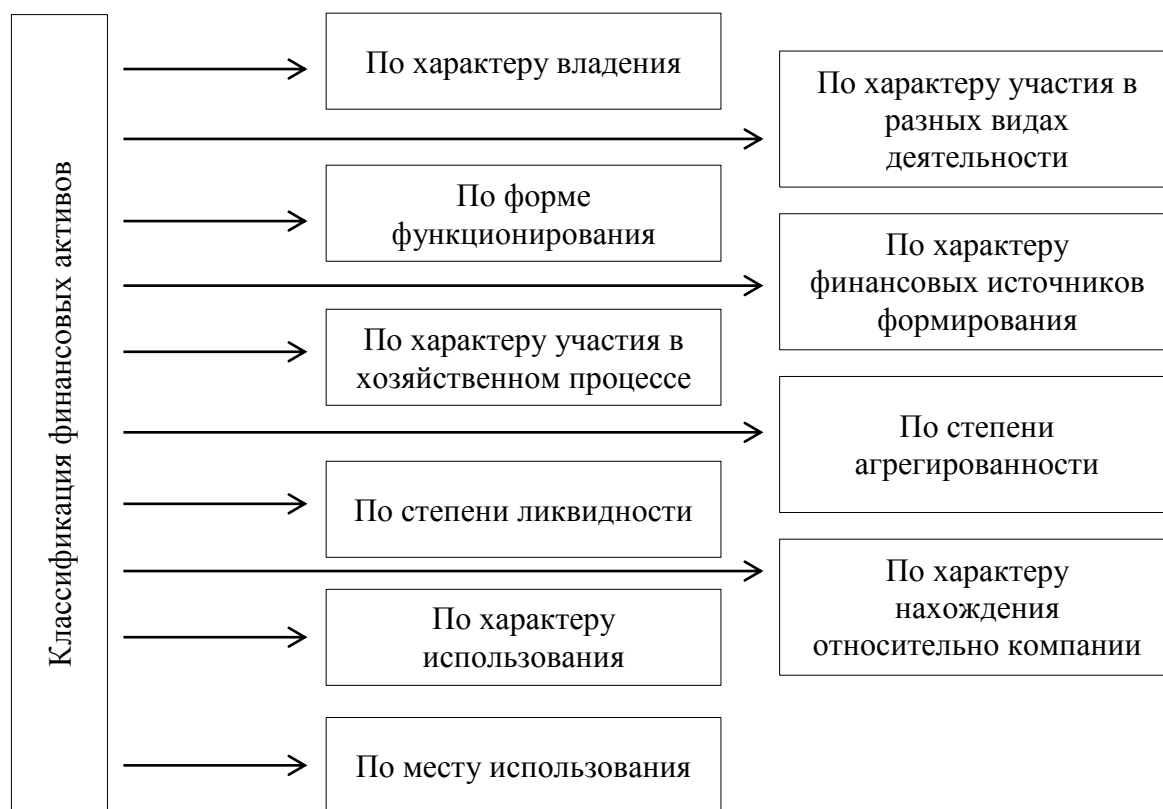 Классификация финансовых активов
По характеру владения
По характеру участия в
разных видах
деятельности
По форме
функционирования
По характеру
финансовых источников
формирования
По характеру участия в
хозяйственном процессе
По степени
агрегированности
По степени ликвидности
По характеру
нахождения
относительно компании
По характеру
использования
По месту использования